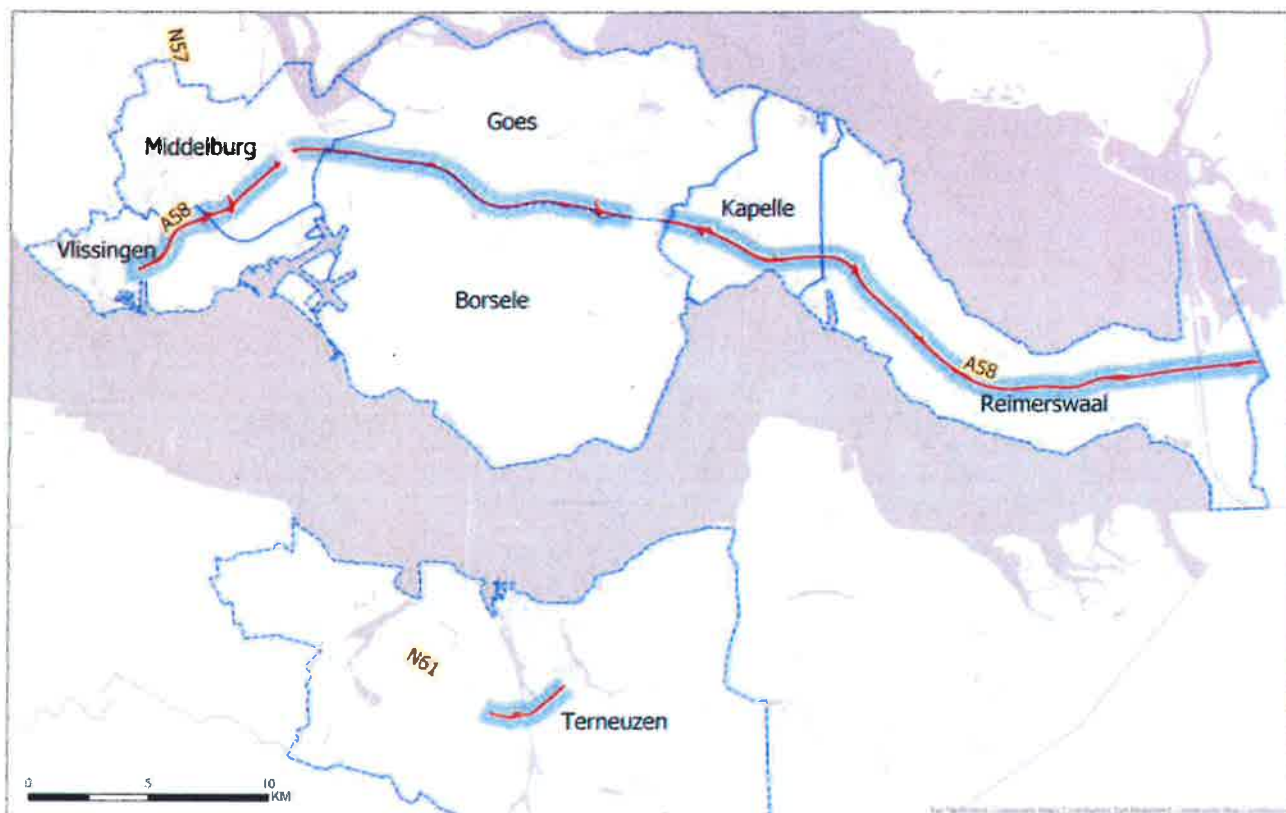 N57
Goes
Middelburg
Kapelle
A58
Vlissingen
Borsele
A58
Reimerswaal
N61
Terneuzen
0 5 10
KM